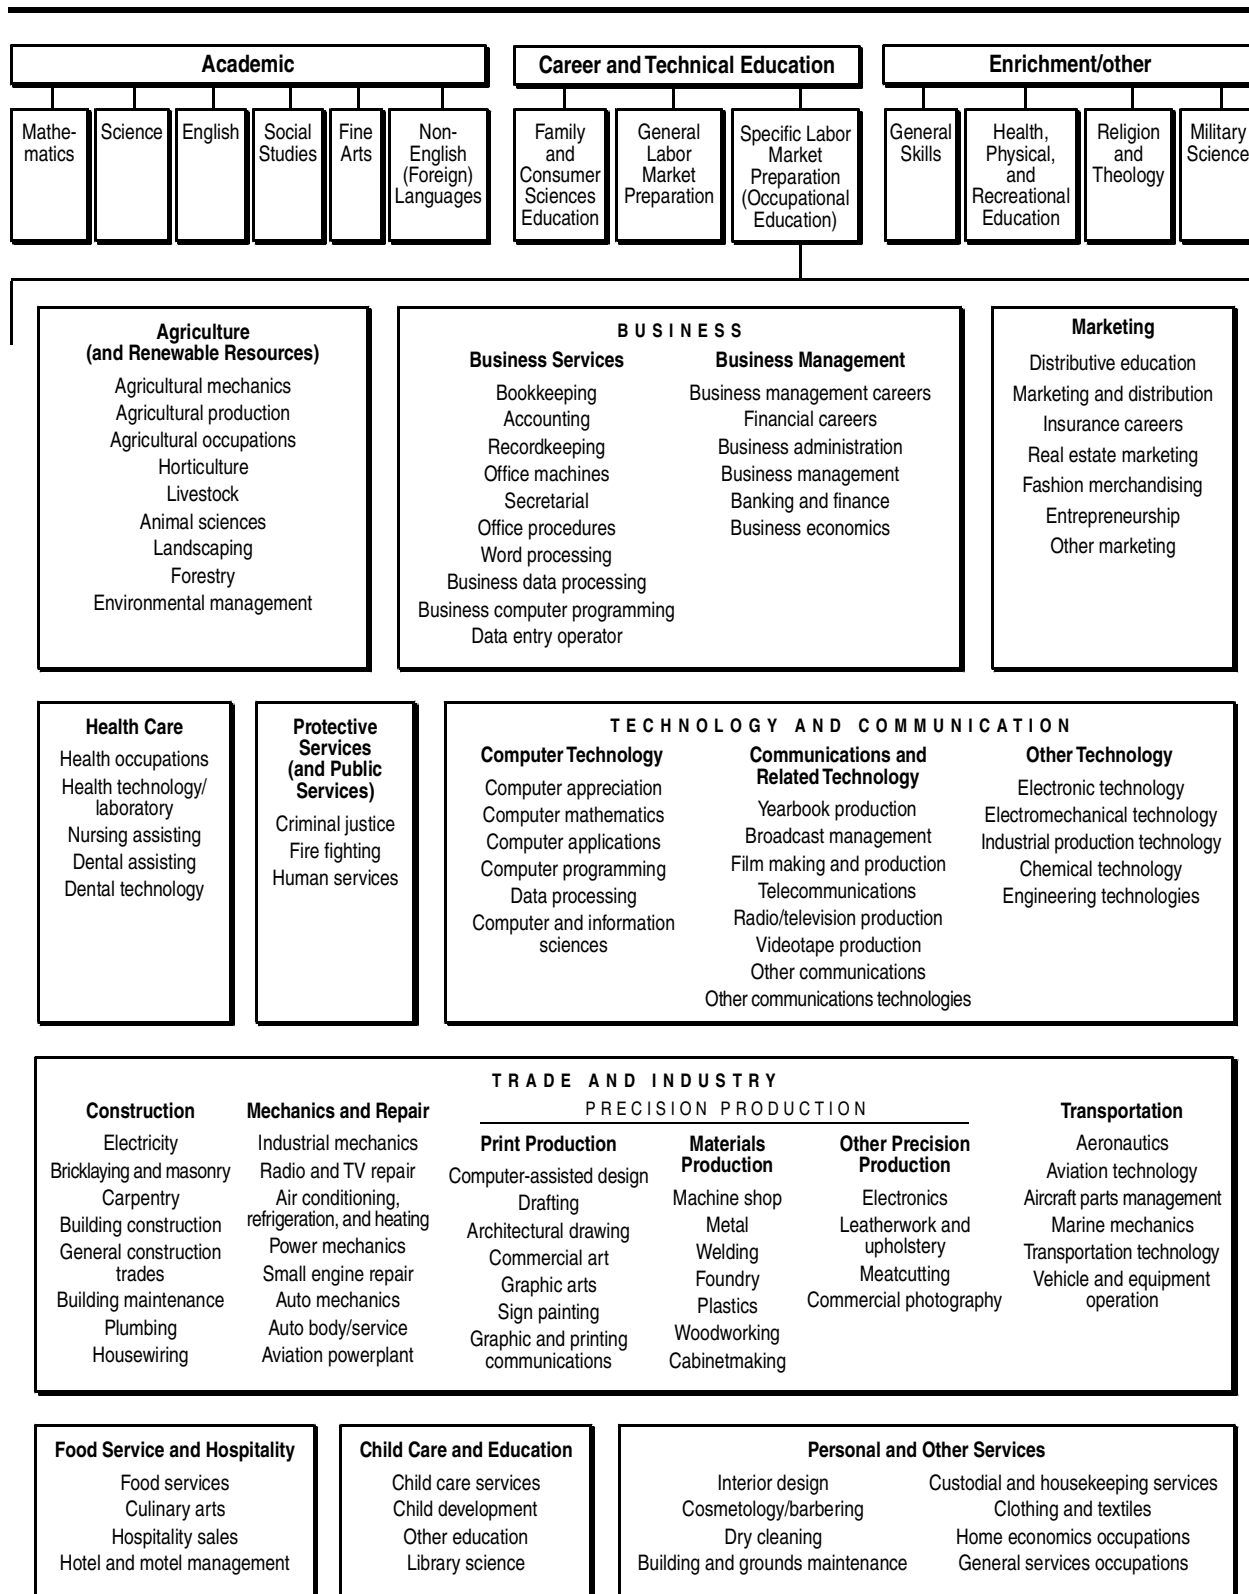 Academic
Career and Technical Education
Enrichment/other
Mathe-
matics
Science
English
Social
Studies
Fine
Arts
Non-
English
(Foreign)
Languages
Family
and
Consumer
Sciences
Education
General
Labor
Market
Preparation
Specific Labor
Market
Preparation
(Occupational
Education)
General
Skills
Health,
Physical,
and
Recreational
Education
Religion
and
Theology
Military
Science
Agriculture
(and Renewable Resources)
Agricultural mechanics
Agricultural production
Agricultural occupations
Horticulture
Livestock
Animal sciences
Landscaping
Forestry
Environmental management
BUSINESS
Business Services
Bookkeeping
Accounting
Recordkeeping
Office machines
Secretarial
Office procedures
Word processing
Business data processing
Business computer programming
Data entry operator
Business Management
Business management careers
Financial careers
Business administration
Business management
Banking and finance
Business economics
Marketing
Distributive education
Marketing and distribution
Insurance careers
Real estate marketing
Fashion merchandising
Entrepreneurship
Other marketing
Health Care
Health occupations
Health technology/
laboratory
Nursing assisting
Dental assisting
Dental technology
Protective
Services
(and Public
Services)
Criminal justice
Fire fighting
Human services
TECHNOLOGY AND COMMUNICATION
Computer Technology
Computer appreciation
Computer mathematics
Computer applications
Computer programming
Data processing
Computer and information
sciences
Communications and
Related Technology
Yearbook production
Broadcast management
Film making and production
Telecommunications
Radio/television production
Videotape production
Other communications
Other communications technologies
Other Technology
Electronic technology
Electromechanical technology
Industrial production technology
Chemical technology
Engineering technologies
TRADE AND INDUSTRY
Construction
Electricity
Bricklaying and masonry
Carpentry
Building construction
General construction
trades
Building maintenance
Plumbing
Housewiring
Mechanics and Repair
Industrial mechanics
Radio and TV repair
Air conditioning,
refrigeration, and heating
Power mechanics
Small engine repair
Auto mechanics
Auto body/service
Aviation powerplant
PRECISION PRODUCTION
Print Production
Computer-assisted design
Drafting
Architectural drawing
Commercial art
Graphic arts
Sign painting
Graphic and printing
communications
Materials
Production
Machine shop
Metal
Welding
Foundry
Plastics
Woodworking
Cabinetmaking
Other Precision
Production
Electronics
Leatherwork and
upholstery
Meatcutting
Commercial photography
Transportation
Aeronautics
Aviation technology
Aircraft parts management
Marine mechanics
Transportation technology
Vehicle and equipment
operation
Food Service and Hospitality
Food services
Culinary arts
Hospitality sales
Hotel and motel management
Child Care and Education
Child care services
Child development
Other education
Library science
Personal and Other Services
Interior design
Cosmetology/barbering
Dry cleaning
Building and grounds maintenance
Custodial and housekeeping services
Clothing and textiles
Home economics occupations
General services occupations